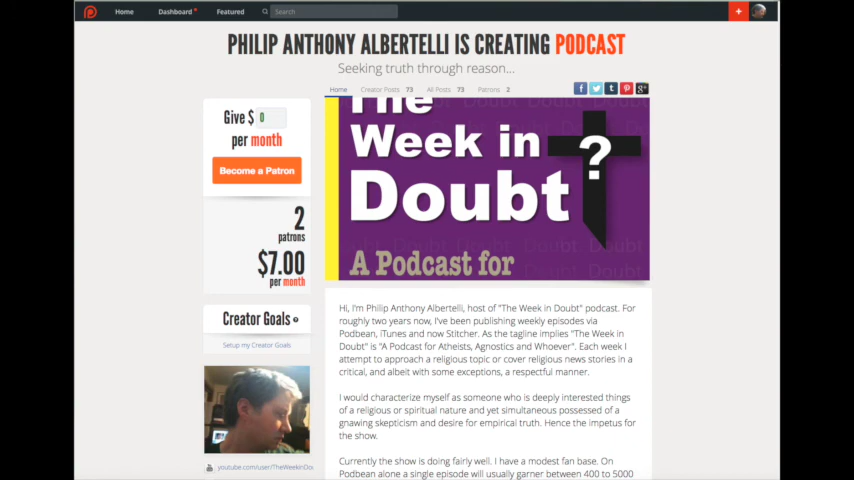 Home Dashboard Featured Search
PHILIP ANTHONY ALBERTELLI IS CREATING PODCAST
Seeking truth through reason...
Home Creator Posts 73 All Posts 73 Patrons 2
Give $ 0
per month
Become a Patron
2
patrons
$7.00
per month
Creator Goals
Setup my Creator Goals
youtube.com/user/TheWeekInDou
The
Week in
Doubt
?
A Podcast for
Hi, I'm Philip Anthony Albertelli, host of "The Week in Doubt" podcast. For
roughly two years now, I've been publishing weekly episodes via
Podbean, iTunes and now Stitcher. As the tagline implies "The Week in
Doubt" is "A Podcast for Atheists, Agnostics and Whoever". Each week I
attempt to approach a religious topic or cover religious news stories in a
critical, and albeit with some exceptions, a respectful manner.
I would characterize myself as someone who is deeply interested things
of a religious or spiritual nature and yet simultaneous possessed of a
gnawing skepticism and desire for empirical truth. Hence the impetus for
the show.
Currently the show is doing fairly well. I have a modest fan base. On
Podbean alone a single episode will usually garner between 400 to 5000